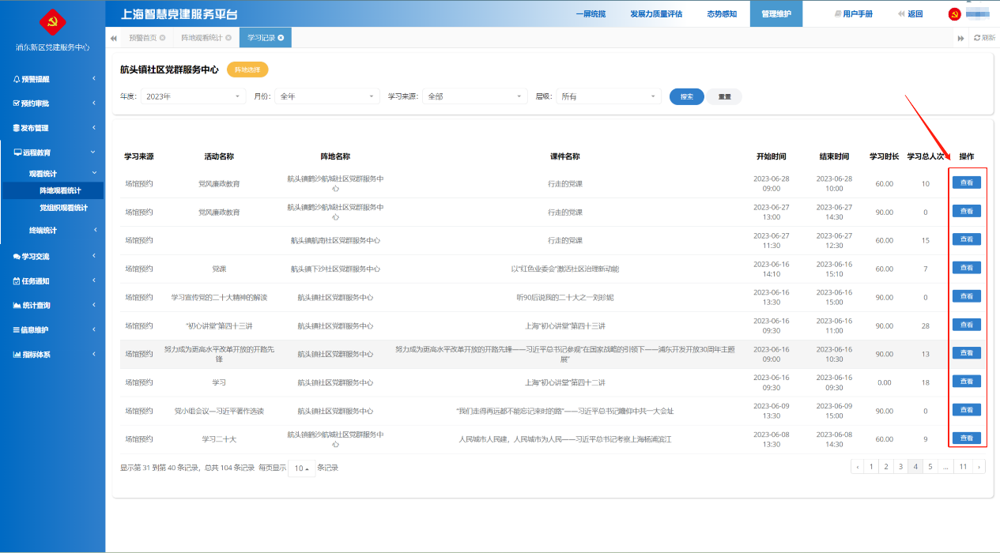 上海智慧党建服务平台
一屏统揽 发展力质量评估 态势感知 管理维护 用户手册 返回
浦东新区党建服务中心
预警提醒
预约审批
发布管理
远程教育
观看统计
阵地观看统计
党组织观看统计
终端统计
学习交流
任务通知
统计查询
信息维护
指标体系
预警首页 阵地观看统计 学习记录 刷新
航头镇社区党群服务中心 阵地选择
年度: 2023年 月份: 全年 学习来源: 全部 层级: 所有 搜索 重置
学习来源 活动名称 阵地名称 课件名称 开始时间 结束时间 学习时长 学习总人次 操作
场馆预约 党风廉政教育 航头镇鹤沙航城社区党群服务中 行走的党课 2023-06-28 2023-06-28 60.00 10 查看
心 09:00 10:00
场馆预约 党风廉政教育 航头镇鹤沙航城社区党群服务中 行走的党课 2023-06-27 2023-06-27 90.00 0 查看
心 13:00 14:30
场馆预约 航头镇航南社区党群服务中心 行走的党课 2023-06-27 2023-06-27 60.00 15 查看
11:30 12:30
场馆预约 党课 航头镇下沙社区党群服务中心 以“红色业委会”激活社区治理新动能 2023-06-16 2023-06-16 60.00 7 查看
14:10 15:10
场馆预约 学习宣传党的二十大精神的解读 航头镇社区党群服务中心 听90后说我的二十大之一刘珍妮 2023-06-16 2023-06-16 90.00 0 查看
13:30 15:00
场馆预约 “初心讲堂”第四十三讲 航头镇社区党群服务中心 上海“初心讲堂”第四十三讲 2023-06-16 2023-06-16 90.00 28 查看
09:30 11:00
场馆预约 努力成为更高水平改革开放的开路先 航头镇社区党群服务中心 努力成为更高水平改革开放的开路先锋——习近平总书记参观“在国家战略的引领下——浦东开发开放30周年主题 2023-06-16 2023-06-16 90.00 13 查看
锋 展” 09:00 10:30
场馆预约 学习 航头镇社区党群服务中心 上海“初心讲堂”第四十二讲 2023-06-16 2023-06-16 0.00 18 查看
09:30 09:30
场馆预约 党小组会议—习近平著作选读 航头镇社区党群服务中心 “我们走得再远都不能忘记来时的路”——习近平总书记瞻仰中共一大会址 2023-06-09 2023-06-09 90.00 0 查看
13:30 15:00
场馆预约 学习二十大 航头镇鹤沙航城社区党群服务中 人民城市人民建，人民城市为人民——习近平总书记考察上海杨浦滨江 2023-06-08 2023-06-08 60.00 9 查看
心 13:30 14:30
显示第 31 到第 40 条记录，总共 104 条记录 每页显示 10 条记录 ‹ 1 2 3 4 5 ... 11 ›